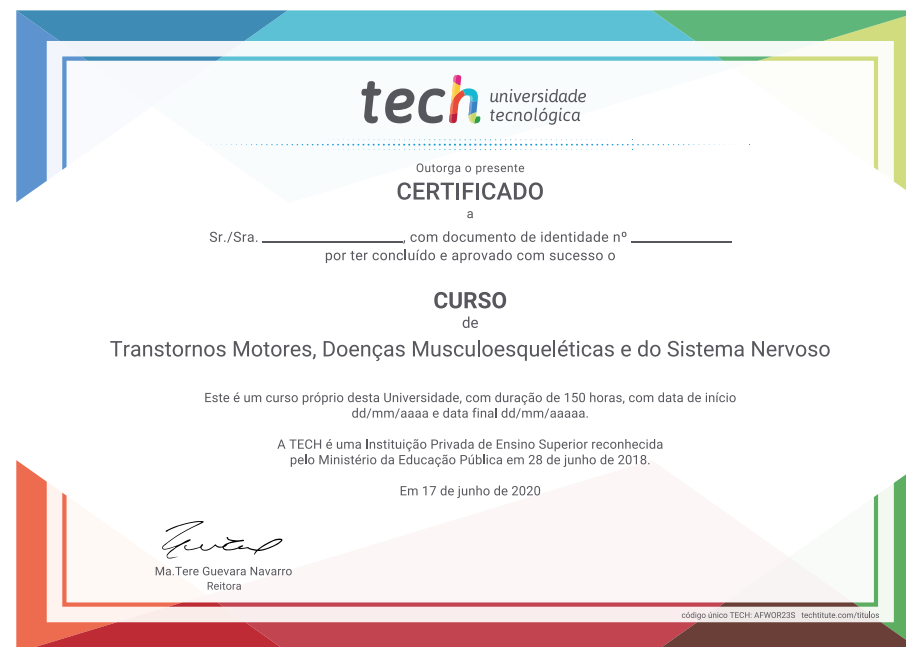 tech universidade
tecnológica
Outorga o presente
CERTIFICADO
a
Sr./Sra. ____________, com documento de identidade nº ____________
por ter concluído e aprovado com sucesso o
CURSO
de
Transtornos Motores, Doenças Musculoesqueléticas e do Sistema Nervoso
Este é um curso próprio desta Universidade, com duração de 150 horas, com data de início
dd/mm/aaaa e data final dd/mm/aaaaa.
A TECH é uma Instituição Privada de Ensino Superior reconhecida
pelo Ministério da Educação Pública em 28 de junho de 2018.
Em 17 de junho de 2020
Ma.Tere Guevara Navarro
Reitora
código único TECH: AFWOR23S techtitute.com/títulos